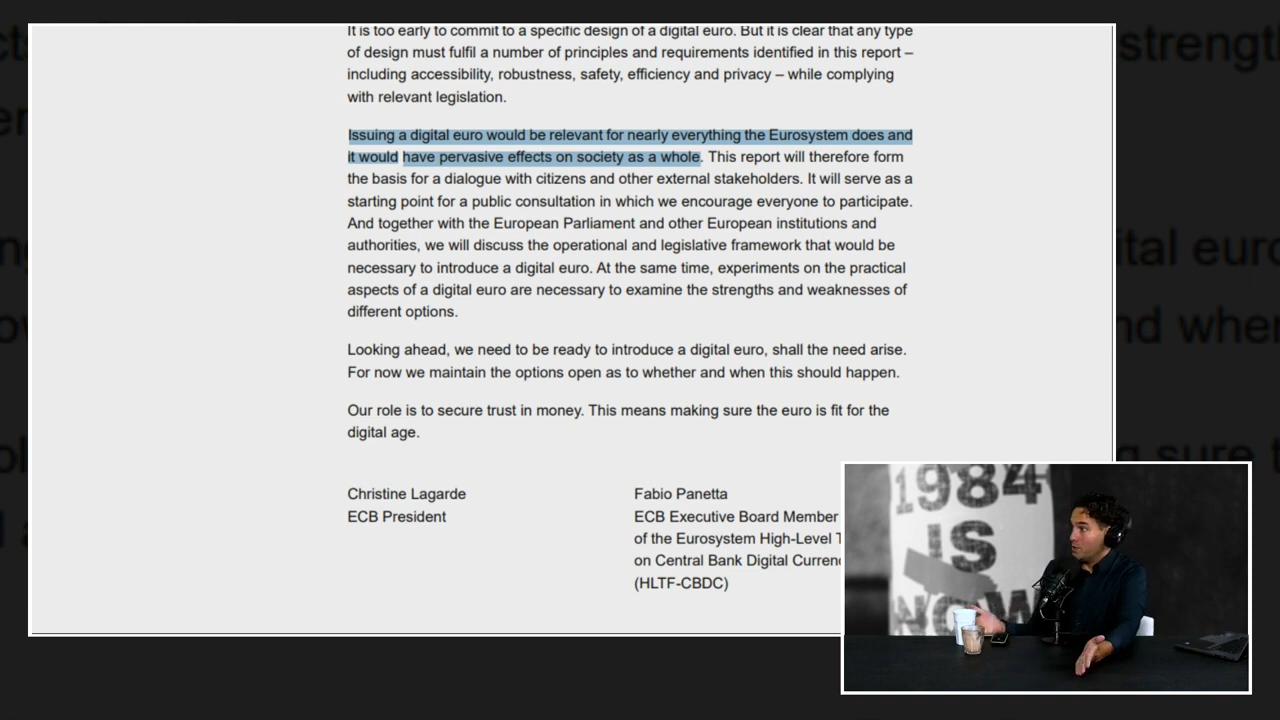 It is too early to commit to a specific design of a digital euro. But it is clear that any type
of design must fulfil a number of principles and requirements identified in this report –
including accessibility, robustness, safety, efficiency and privacy – while complying
with relevant legislation.
Issuing a digital euro would be relevant for nearly everything the Eurosystem does and
it would have pervasive effects on society as a whole. This report will therefore form
the basis for a dialogue with citizens and other external stakeholders. It will serve as a
starting point for a public consultation in which we encourage everyone to participate.
And together with the European Parliament and other European institutions and
authorities, we will discuss the operational and legislative framework that would be
necessary to introduce a digital euro. At the same time, experiments on the practical
aspects of a digital euro are necessary to examine the strengths and weaknesses of
different options.
Looking ahead, we need to be ready to introduce a digital euro, shall the need arise.
For now we maintain the options open as to whether and when this should happen.
Our role is to secure trust in money. This means making sure the euro is fit for the
digital age.
Christine Lagarde
ECB President
Fabio Panetta
ECB Executive Board Member
of the Eurosystem High-Level
on Central Bank Digital
(HLTF-CBDC)
1984
IS
NOW